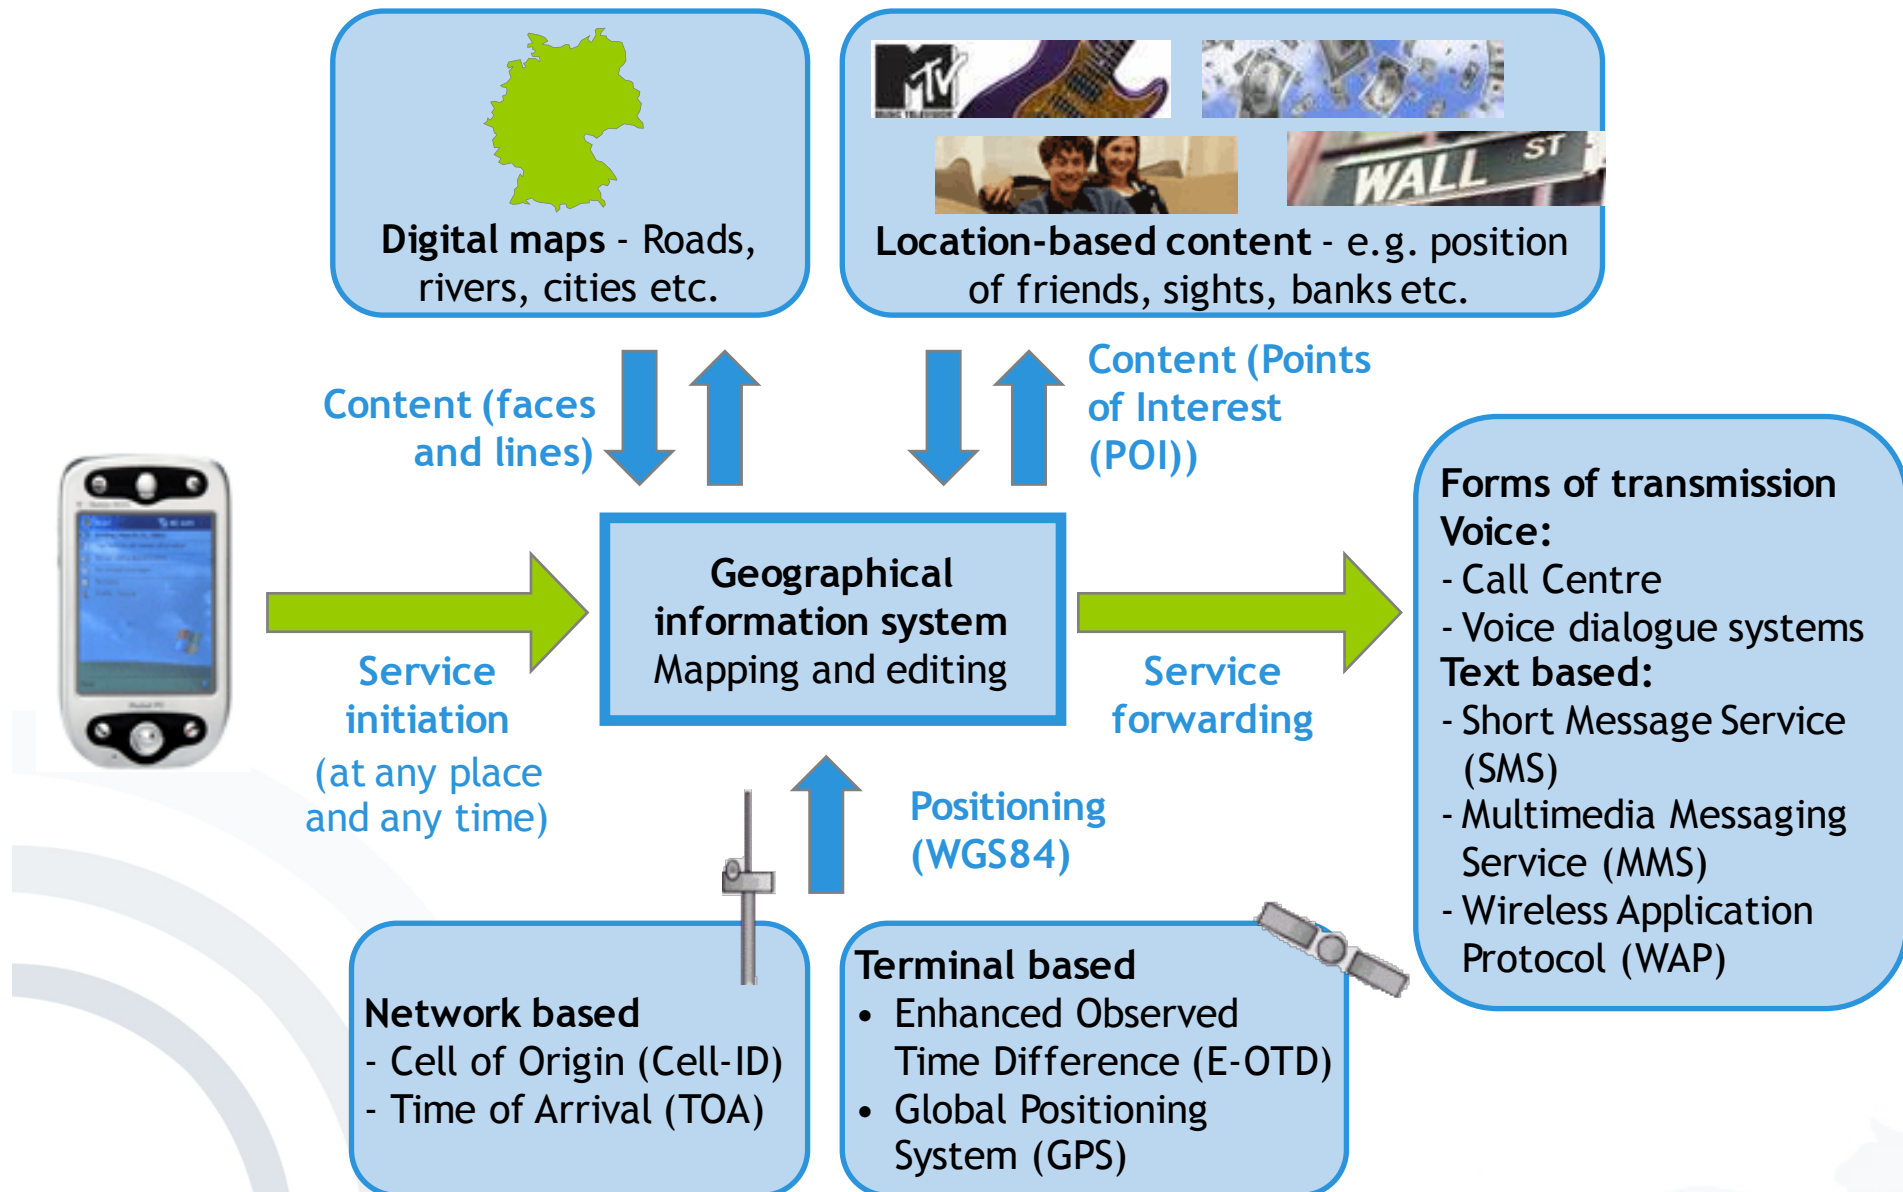 MTV
MUSIC TELEVISION
WALL ST
Digital maps - Roads,
rivers, cities etc.
Location-based content - e.g. position
of friends, sights, banks etc.
Content (faces
and lines)
Content (Points
of Interest
(POI))
Geographical
information system
Mapping and editing
Service
initiation
(at any place
and any time)
Service
forwarding
Positioning
(WGS84)
Forms of transmission
Voice:
- Call Centre
- Voice dialogue systems
Text based:
- Short Message Service
(SMS)
- Multimedia Messaging
Service (MMS)
- Wireless Application
Protocol (WAP)
Network based
- Cell of Origin (Cell-ID)
- Time of Arrival (TOA)
Terminal based
• Enhanced Observed
Time Difference (E-OTD)
• Global Positioning
System (GPS)